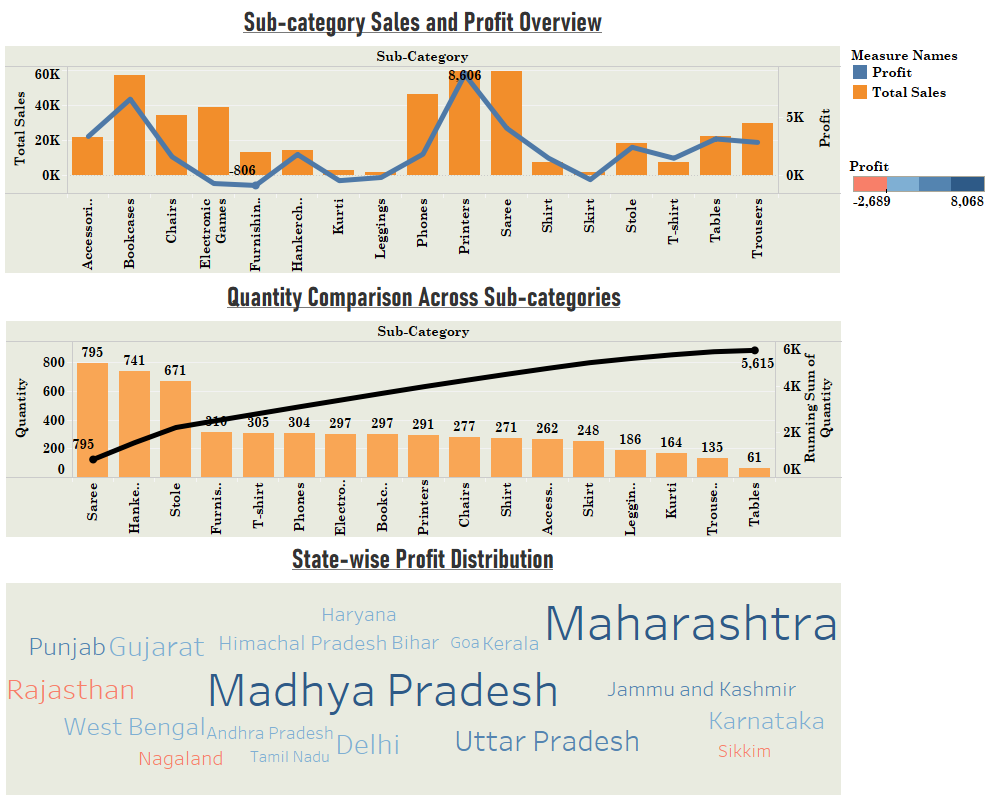 Sub-category Sales and Profit Overview
Sub-Category
Measure Names
Profit
Total Sales
60K
40K
20K
0K
Total Sales
8,606
-806
5K
0K
Profit
Profit
-2,689 8,068
Accessori..
Bookcases
Chairs
Electronic
Games
Furnishin..
Hankerch..
Kurti
Leggings
Phones
Printers
Saree
Shirt
Skirt
Stole
T-shirt
Tables
Trousers
Quantity Comparison Across Sub-categories
Sub-Category
800
600
400
200
0
Quantity
795 741 671 310 305 304 297 297 291 277 271 262 248 186 164 135 61
795
5,615
6K
4K
2K
0K
Running Sum of
Quantity
Saree
Hanke..
Stole
Furnis..
T-shirt
Phones
Electro..
Bookc..
Printers
Chairs
Shirt
Access..
Skirt
Leggin..
Kurti
Trouse..
Tables
State-wise Profit Distribution
Haryana Maharashtra
Punjab Gujarat Himachal Pradesh Bihar Goa Kerala
Rajasthan Madhya Pradesh Jammu and Kashmir
West Bengal Andhra Pradesh Delhi Uttar Pradesh Karnataka
Nagaland Tamil Nadu Sikkim